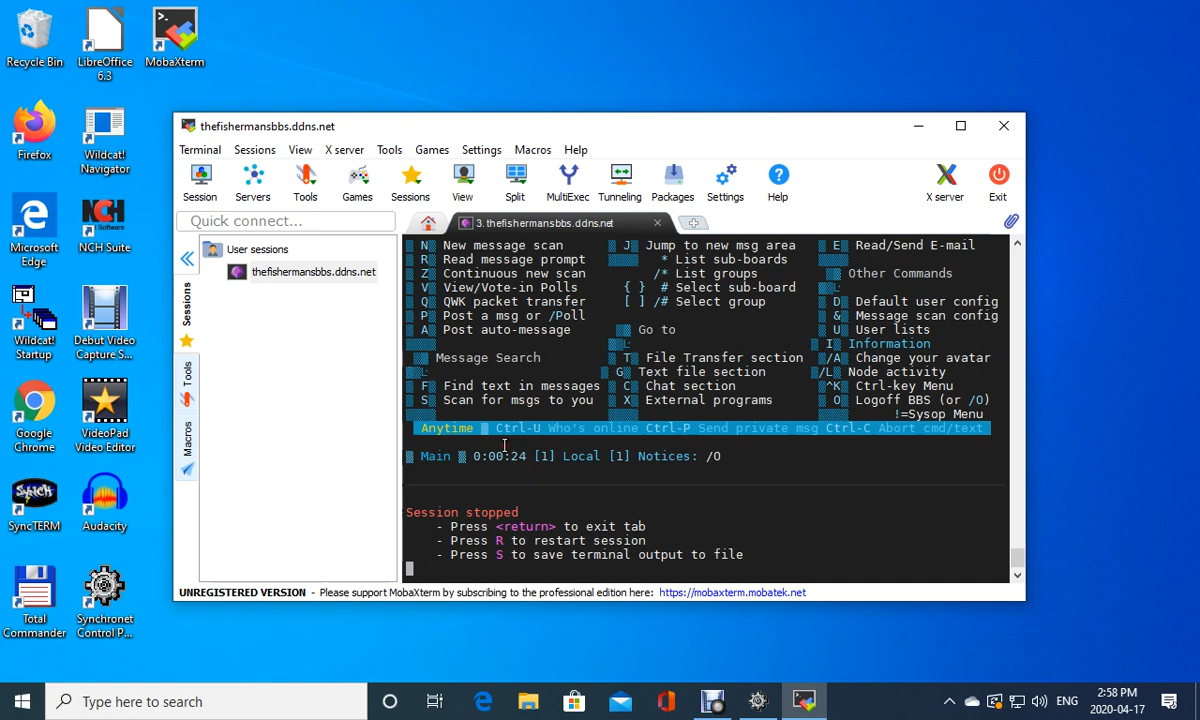 Recycle Bin
LibreOffice 6.3
MobaXterm
Firefox
Wildcat! Navigator
Microsoft Edge
NCH Suite
Wildcat! Startup
Debut Video Capture S...
Google Chrome
VideoPad Video Editor
SyncTERM
Audacity
Total Commander
Synchronet Control P...
thefishermansbbs.ddns.net
Terminal Sessions View X server Tools Games Settings Macros Help
Session Servers Tools Games Sessions View Split MultiExec Tunneling Packages Settings Help X server Exit
Quick connect...
3. thefishermansbbs.ddns.net
User sessions
thefishermansbbs.ddns.net
Sessions
Tools
Macros
N New message scan J Jump to new msg area E Read/Send E-mail
R Read message prompt * List sub-boards
Z Continuous new scan /* List groups Other Commands
V View/Vote-in Polls { } # Select sub-board
Q QWK packet transfer [ ] /# Select group D Default user config
P Post a msg or /Poll & Message scan config
A Post auto-message Go to U User lists
I Information
Message Search T File Transfer section /A Change your avatar
G Text file section /L Node activity
F Find text in messages C Chat section ^K Ctrl-key Menu
S Scan for msgs to you X External programs O Logoff BBS (or /O)
!=Sysop Menu
Anytime Ctrl-U Who's online Ctrl-P Send private msg Ctrl-C Abort cmd/text
Main 0:00:24 [1] Local [1] Notices: /O
Session stopped
- Press <return> to exit tab
- Press R to restart session
- Press S to save terminal output to file
UNREGISTERED VERSION - Please support MobaXterm by subscribing to the professional edition here: https://mobaxterm.mobatek.net
Type here to search
ENG
2:58 PM
2020-04-17